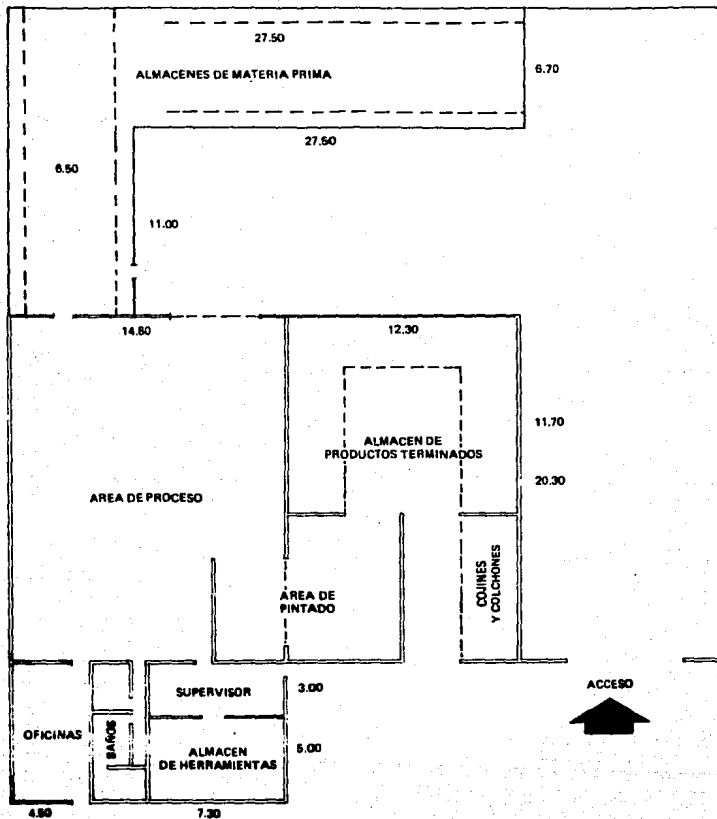 27.50
ALMACENES DE MATERIA PRIMA
6.70
27.50
6.50
11.00
14.60
12.30
11.70
ALMACEN DE
PRODUCTOS TERMINADOS
20.30
AREA DE PROCESO
COJINES
Y COLCHONES
AREA DE
PINTADO
SUPERVISOR
3.00
ACCESO
OFICINAS
BAÑOS
ALMACEN
DE HERRAMIENTAS
5.00
4.50
7.30